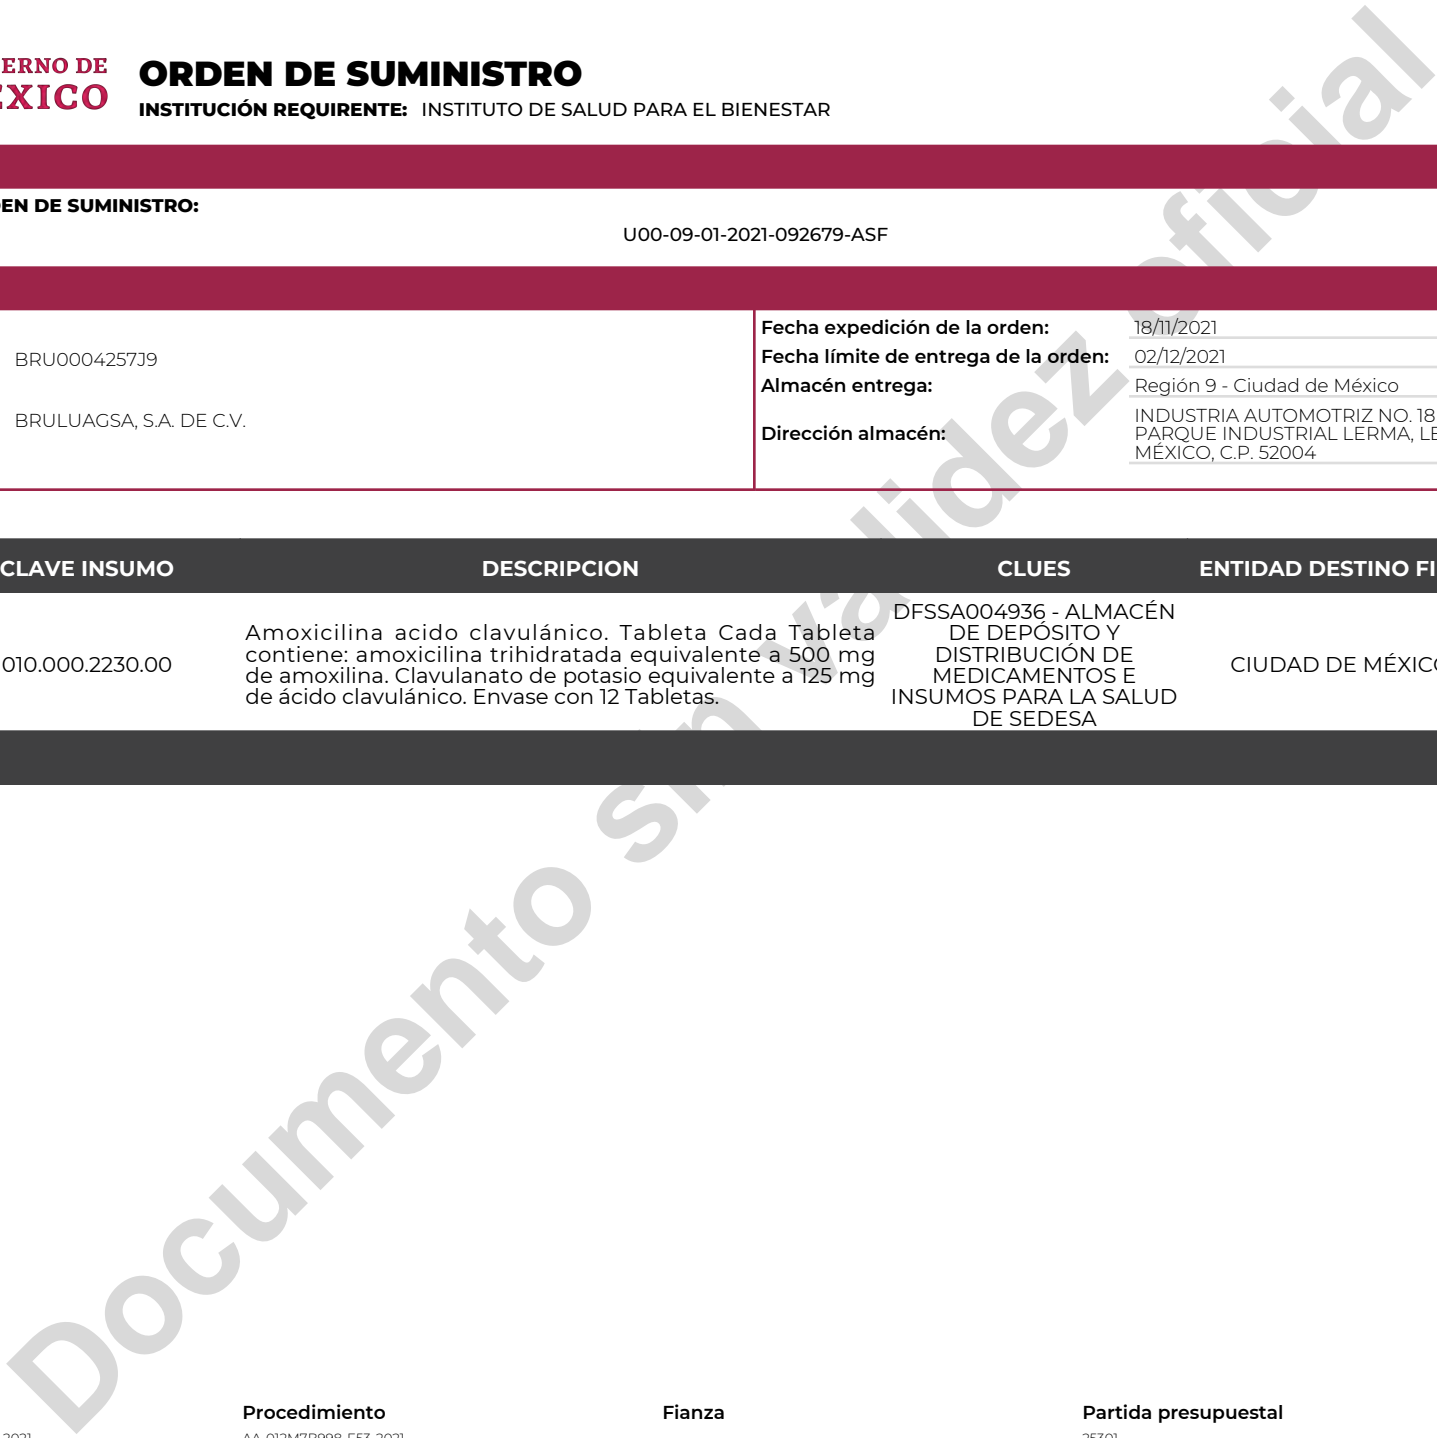 ERNO DE
ORDEN DE SUMINISTRO
INSTITUCIÓN REQUIRENTE: INSTITUTO DE SALUD PARA EL BIENESTAR
EN DE SUMINISTRO:
U00-09-01-2021-092679-ASF
BRU0004257J9
BRULUAGSA, S.A. DE C.V.
Fecha expedición de la orden: 18/11/2021
Fecha límite de entrega de la orden: 02/12/2021
Almacén entrega: Región 9 - Ciudad de México
Dirección almacén:
INDUSTRIA AUTOMOTRIZ NO. 18
PARQUE INDUSTRIAL LERMA, LE
MÉXICO, C.P. 52004
CLAVE INSUMO DESCRIPCION CLUES ENTIDAD DESTINO FI
010.000.2230.00
Amoxicilina acido clavulánico. Tableta Cada Tableta
contiene: amoxicilina trihidratada equivalente a 500 mg
de amoxilina. Clavulanato de potasio equivalente a 125 mg
de ácido clavulánico. Envase con 12 Tabletas.
DFSSA004936 - ALMACÉN
DE DEPÓSITO Y
DISTRIBUCIÓN DE
MEDICAMENTOS E
INSUMOS PARA LA SALUD
DE SEDESA
CIUDAD DE MÉXICO
Documento sin validez oficial
Procedimiento Fianza Partida presupuestal